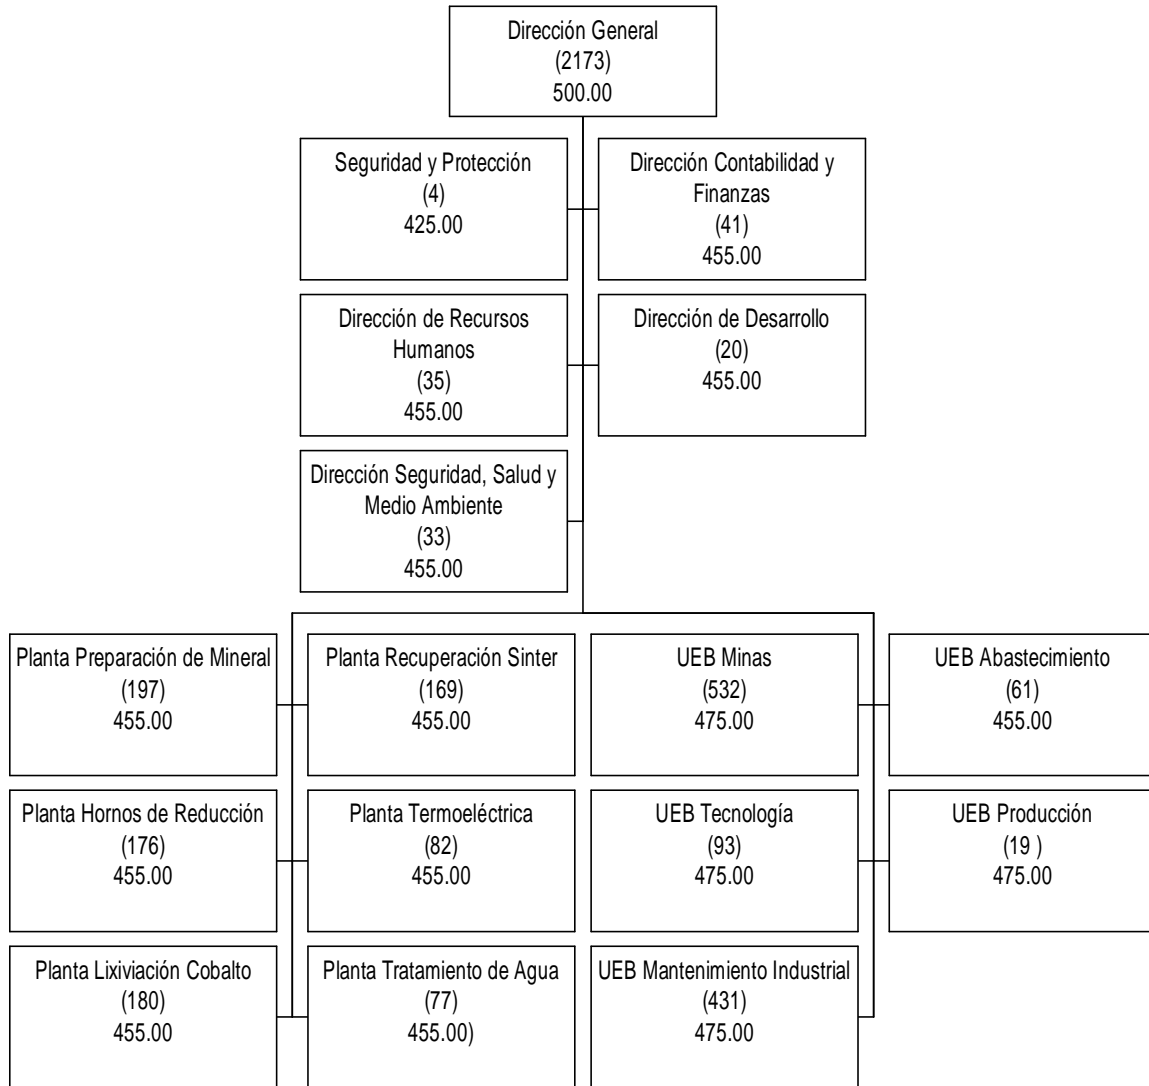 Dirección General
(2173)
500.00
Seguridad y Protección
(4)
425.00
Dirección Contabilidad y
Finanzas
(41)
455.00
Dirección de Recursos
Humanos
(35)
455.00
Dirección de Desarrollo
(20)
455.00
Dirección Seguridad, Salud y
Medio Ambiente
(33)
455.00
Planta Preparación de Mineral
(197)
455.00
Planta Recuperación Sinter
(169)
455.00
UEB Minas
(532)
475.00
UEB Abastecimiento
(61)
455.00
Planta Hornos de Reducción
(176)
455.00
Planta Termoeléctrica
(82)
455.00
UEB Tecnología
(93)
475.00
UEB Producción
(19 )
475.00
Planta Lixiviación Cobalto
(180)
455.00
Planta Tratamiento de Agua
(77)
455.00)
UEB Mantenimiento Industrial
(431)
475.00